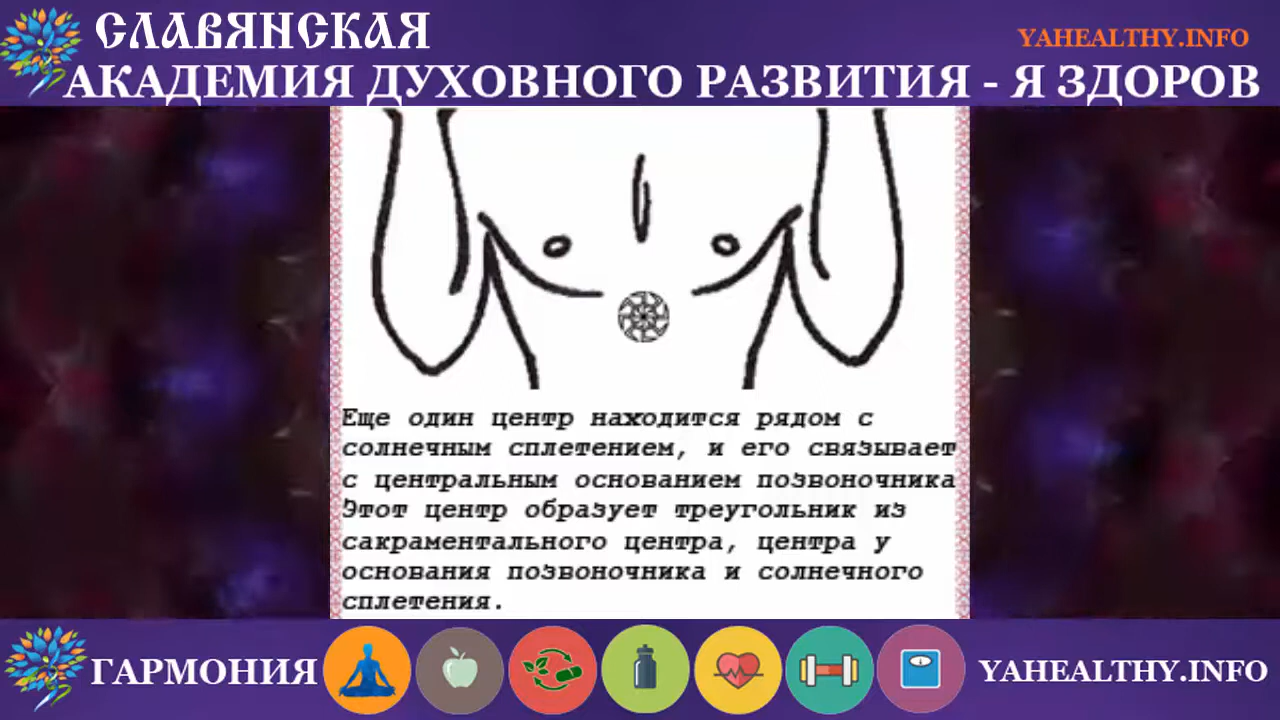 СЛАВЯНСКАЯ
YAHEALTHY.INFO
АКАДЕМИЯ ДУХОВНОГО РАЗВИТИЯ - Я ЗДОРОВ
Еще один центр находится рядом с
солнечным сплетением, и его связывает
с центральным основанием позвоночника
Этот центр образует треугольник из
сакраментального центра, центра у
основания позвоночника и солнечного
сплетения.
ГАРМОНИЯ
YAHEALTHY.INFO